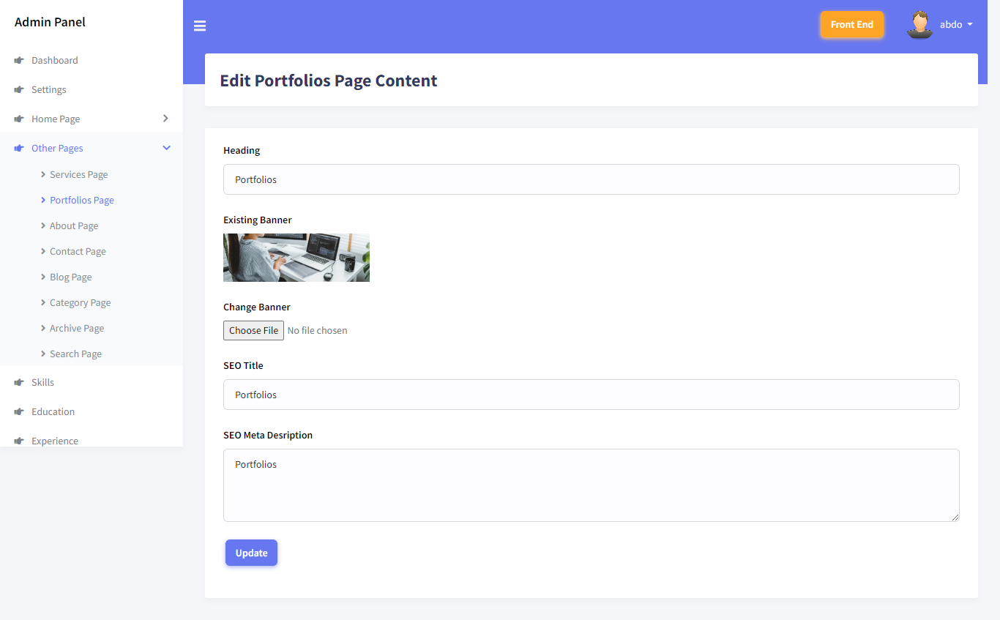 Admin Panel
Front End
abdo
Dashboard
Settings
Home Page
Other Pages
Services Page
Portfolios Page
About Page
Contact Page
Blog Page
Category Page
Archive Page
Search Page
Skills
Education
Experience
Edit Portfolios Page Content
Heading
Portfolios
Existing Banner
Change Banner
Choose File No file chosen
SEO Title
Portfolios
SEO Meta Desription
Portfolios
Update